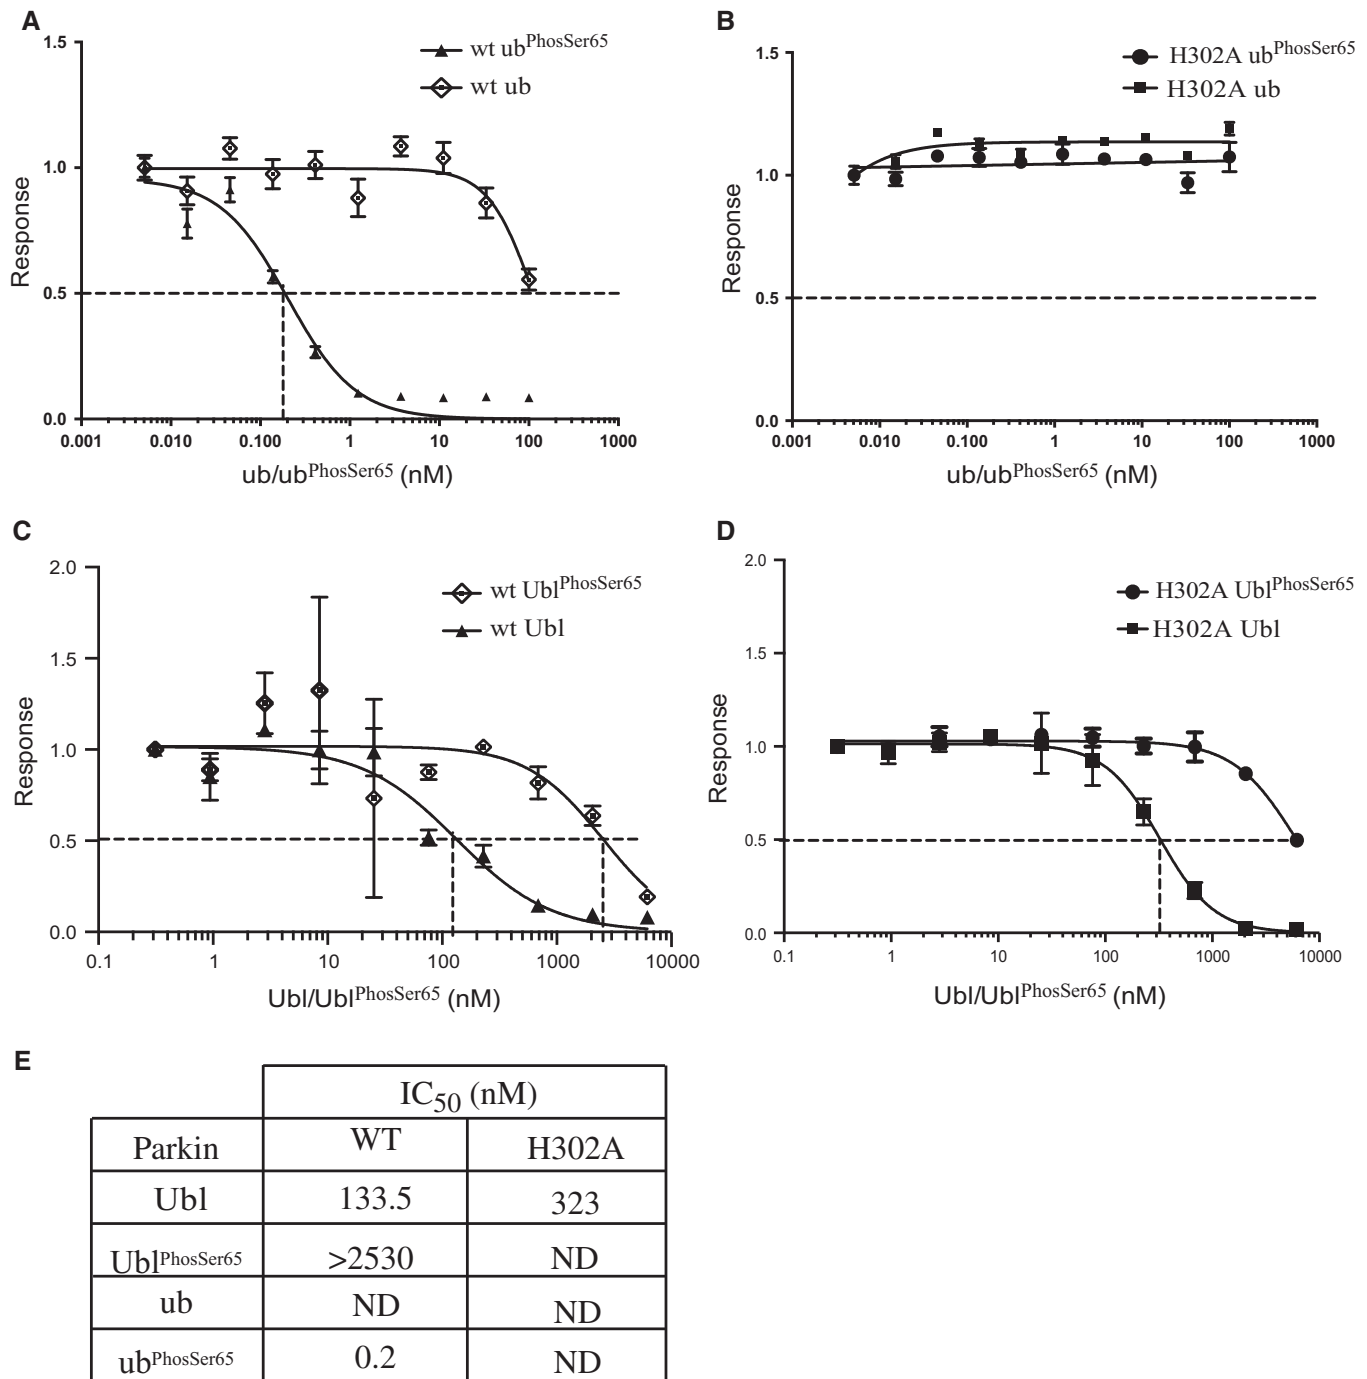 A
wt ub^PhosSer65
wt ub
1.5
1.0
0.5
0.0
Response
0.001 0.010 0.100 1 10 100 1000
ub/ub^PhosSer65 (nM)
B
H302A ub^PhosSer65
H302A ub
1.5
1.0
0.5
0.0
Response
0.001 0.010 0.100 1 10 100 1000
ub/ub^PhosSer65 (nM)
C
wt Ubl^PhosSer65
wt Ubl
2.0
1.5
1.0
0.5
0.0
Response
0.1 1 10 100 1000 10000
Ubl/Ubl^PhosSer65 (nM)
D
H302A Ubl^PhosSer65
H302A Ubl
2.0
1.5
1.0
0.5
0.0
Response
0.1 1 10 100 1000 10000
Ubl/Ubl^PhosSer65 (nM)
E
IC50 (nM)
Parkin WT H302A
Ubl 133.5 323
Ubl^PhosSer65 >2530 ND
ub ND ND
ub^PhosSer65 0.2 ND